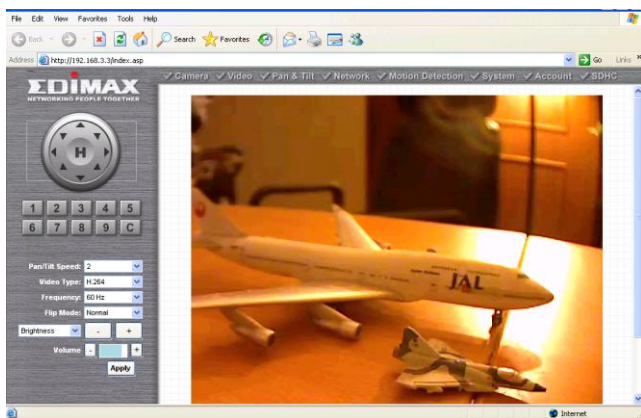 File Edit View Favorites Tools Help
Back Search Favorites
Address http://192.168.3.3/index.asp Go Links
EDIMAX
NETWORKING PEOPLE TOGETHER
Camera Video Pan & Tilt Network Motion Detection System Account SDHC
H
1 2 3 4 5
6 7 8 9 C
Pan/Tilt Speed: 2
Video Type: H.264
Frequency: 60 Hz
Flip Mode: Normal
Brightness - +
Volume - +
Apply
JAL
Internet